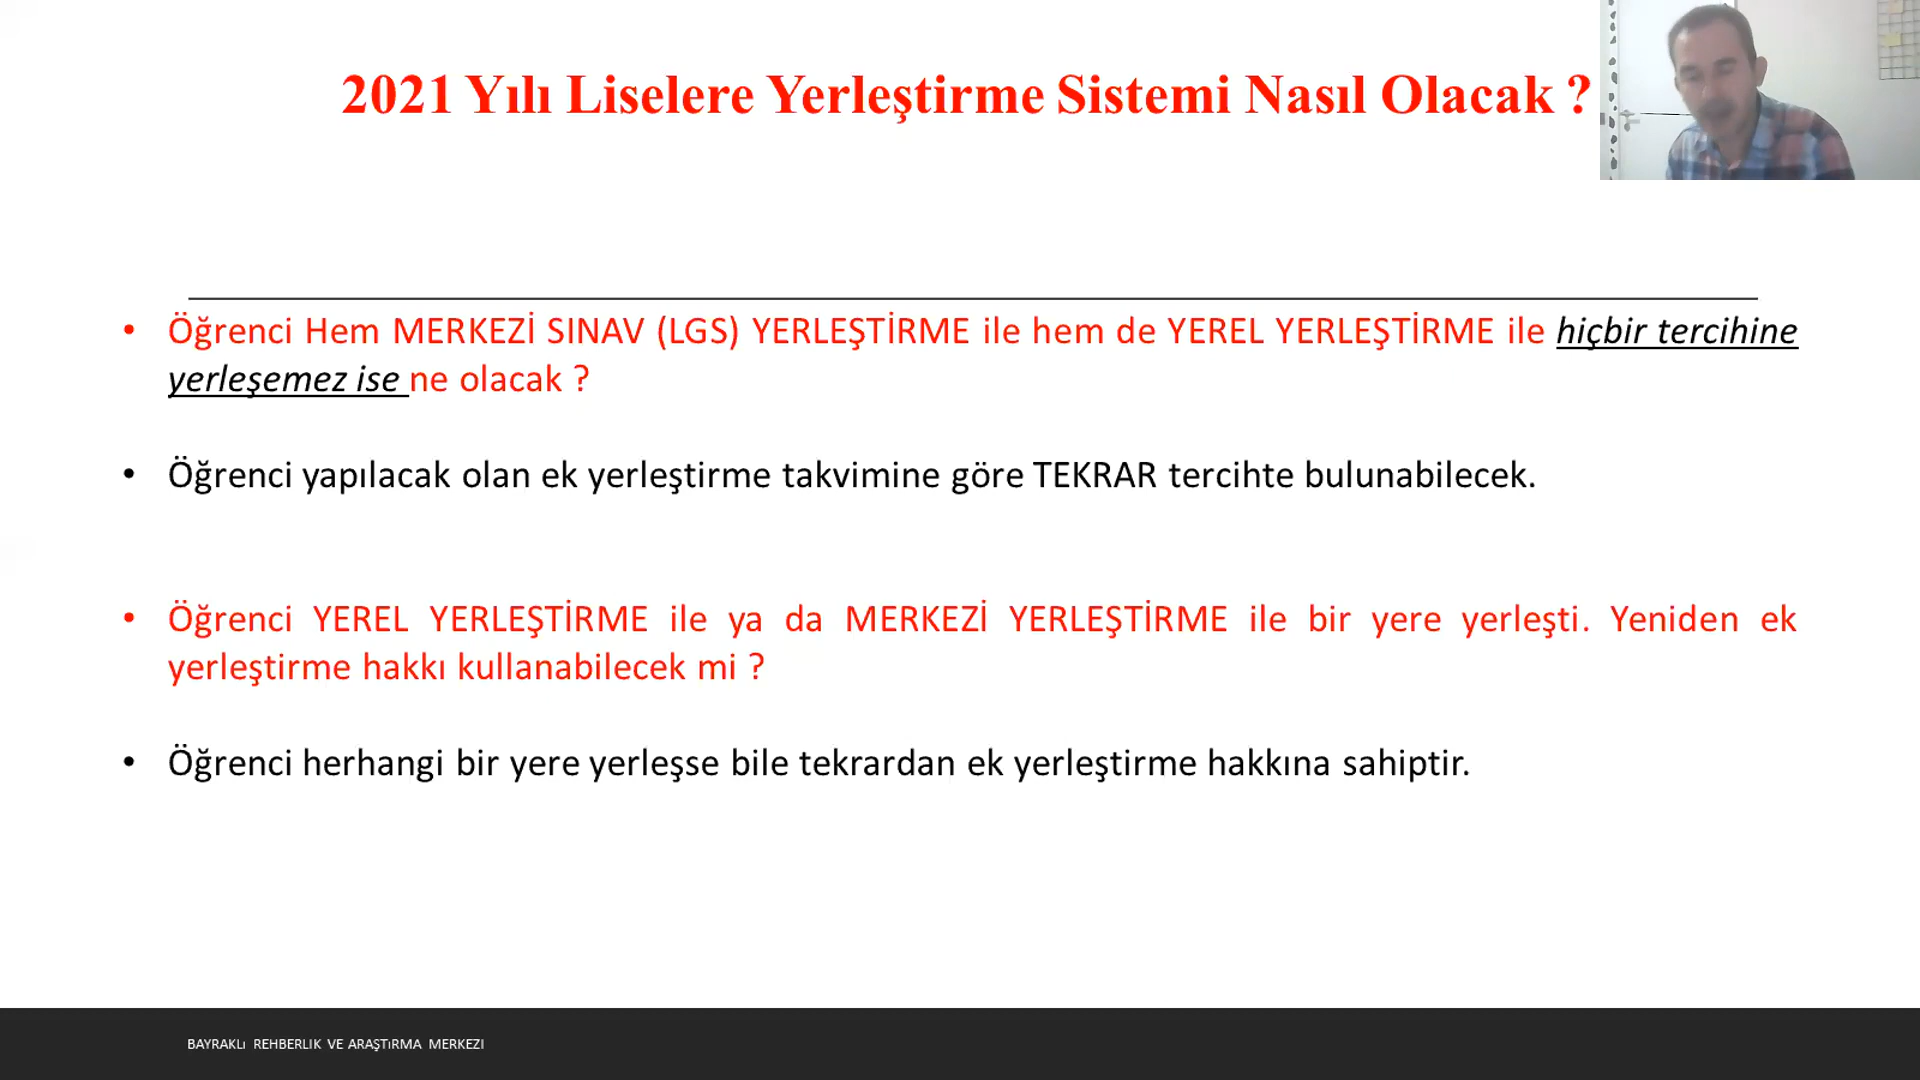 2021 Yılı Liselere Yerleştirme Sistemi Nasıl Olacak ?
• Öğrenci Hem MERKEZİ SINAV (LGS) YERLEŞTİRME ile hem de YEREL YERLEŞTİRME ile hiçbir tercihine
yerleşemez ise ne olacak ?
• Öğrenci yapılacak olan ek yerleştirme takvimine göre TEKRAR tercihte bulunabilecek.
• Öğrenci YEREL YERLEŞTİRME ile ya da MERKEZİ YERLEŞTİRME ile bir yere yerleşti. Yeniden ek
yerleştirme hakkı kullanabilecek mi ?
• Öğrenci herhangi bir yere yerleşse bile tekrardan ek yerleştirme hakkına sahiptir.
BAYRAKLı REHBERLIK VE ARAŞTıRMA MERKEZI